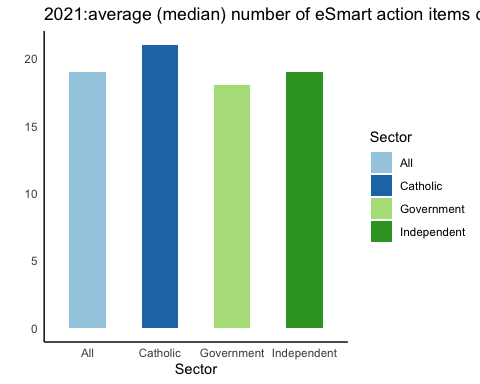 2021:average (median) number of eSmart action items
20
15
10
5
0
All
Catholic
Government
Independent
Sector
Sector
All
Catholic
Government
Independent